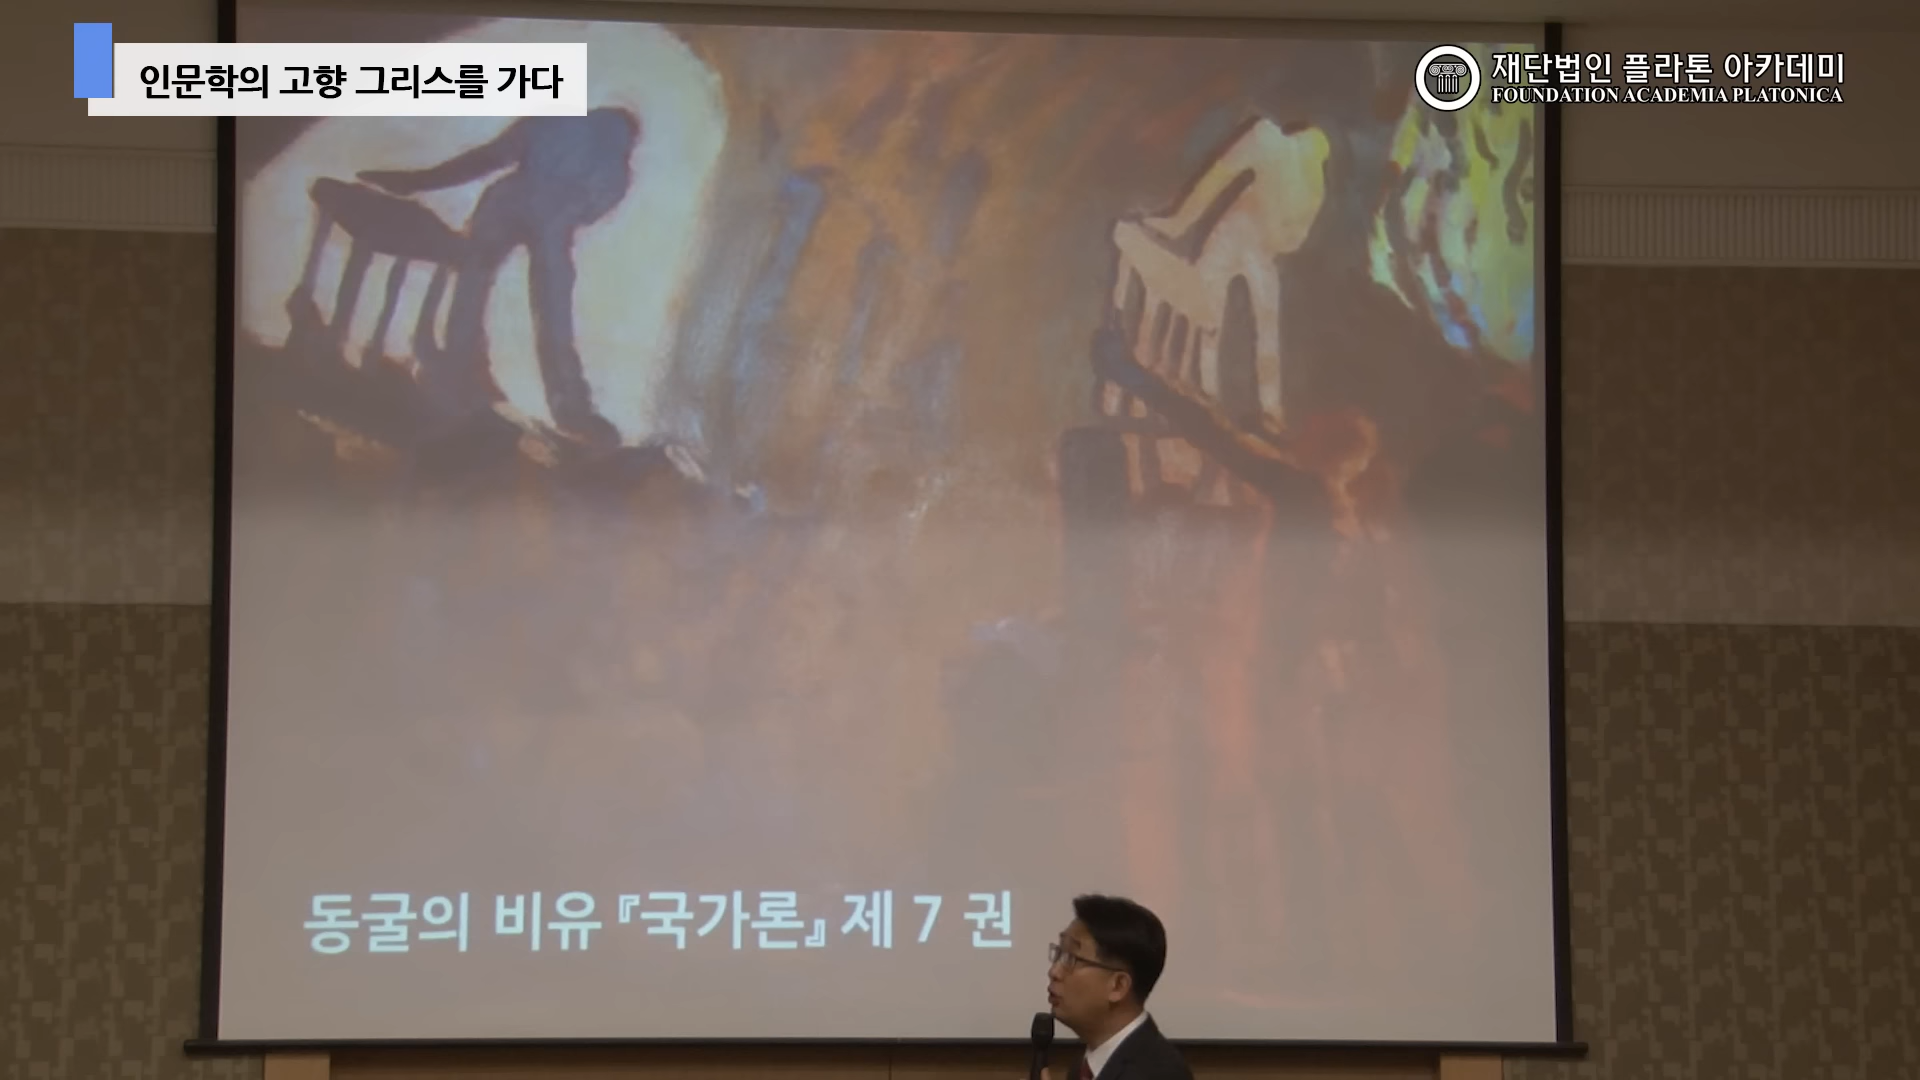 인문학의 고향 그리스를 가다
재단법인 플라톤 아카데미
FOUNDATION ACADEMIA PLATONICA
동굴의 비유 『국가론』 제 7 권